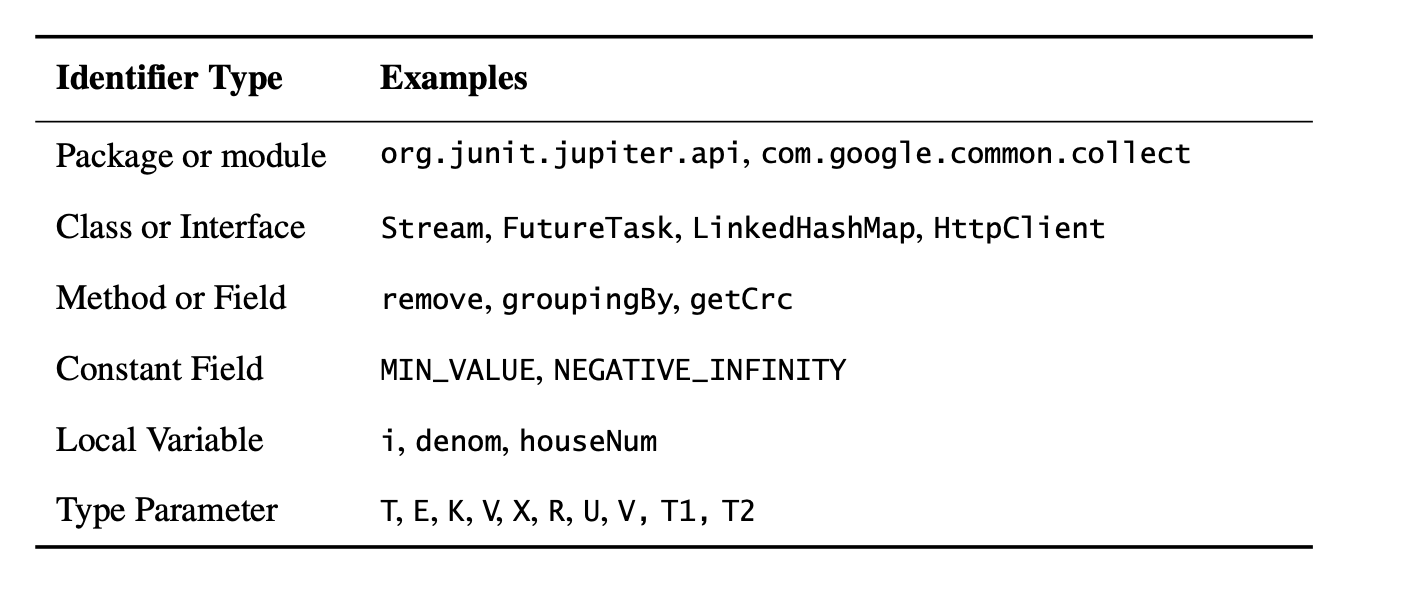 Identifier Type Examples
Package or module org.junit.jupiter.api, com.google.common.collect
Class or Interface Stream, FutureTask, LinkedHashMap, HttpClient
Method or Field remove, groupingBy, getCrc
Constant Field MIN_VALUE, NEGATIVE_INFINITY
Local Variable i, denom, houseNum
Type Parameter T, E, K, V, X, R, U, V, T1, T2